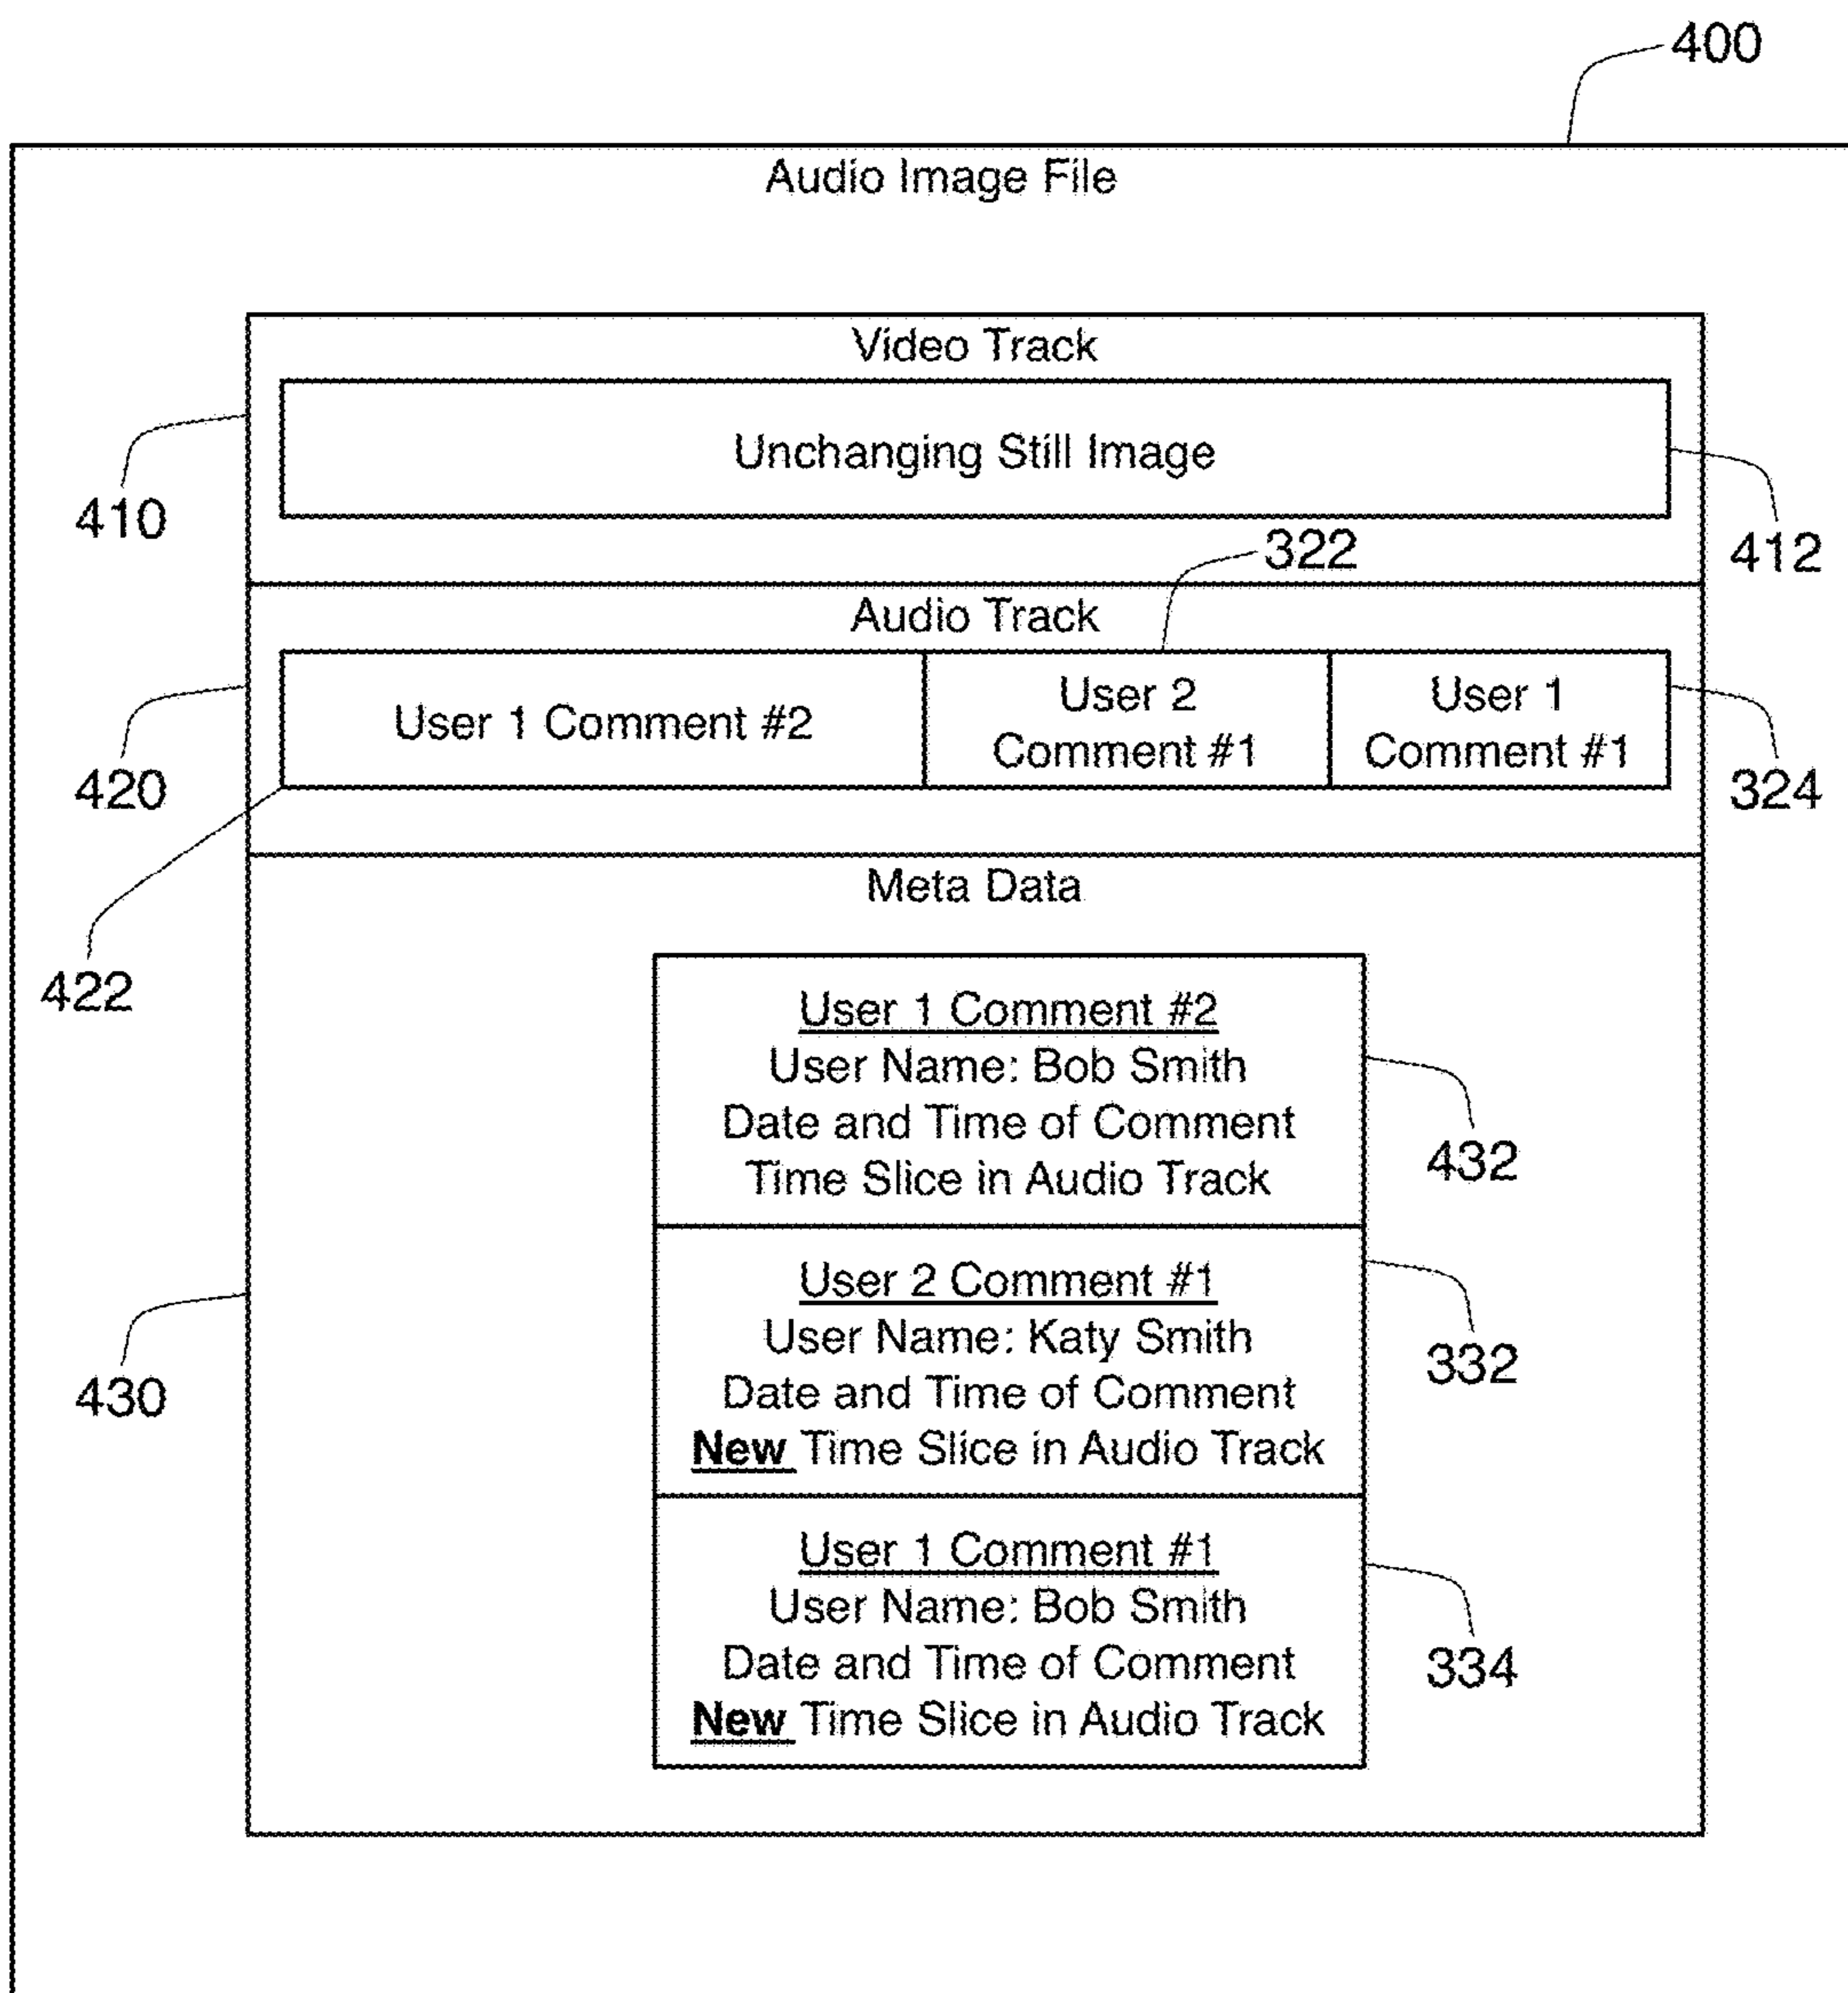 400
Audio Image File
Video Track
Unchanging Still Image
410
412
322
Audio Track
User 1 Comment #2
User 2
Comment #1
User 1
Comment #1
420
324
Meta Data
422
User 1 Comment #2
User Name: Bob Smith
Date and Time of Comment
Time Slice in Audio Track
432
User 2 Comment #1
User Name: Katy Smith
Date and Time of Comment
New Time Slice in Audio Track
332
430
User 1 Comment #1
User Name: Bob Smith
Date and Time of Comment
New Time Slice in Audio Track
334